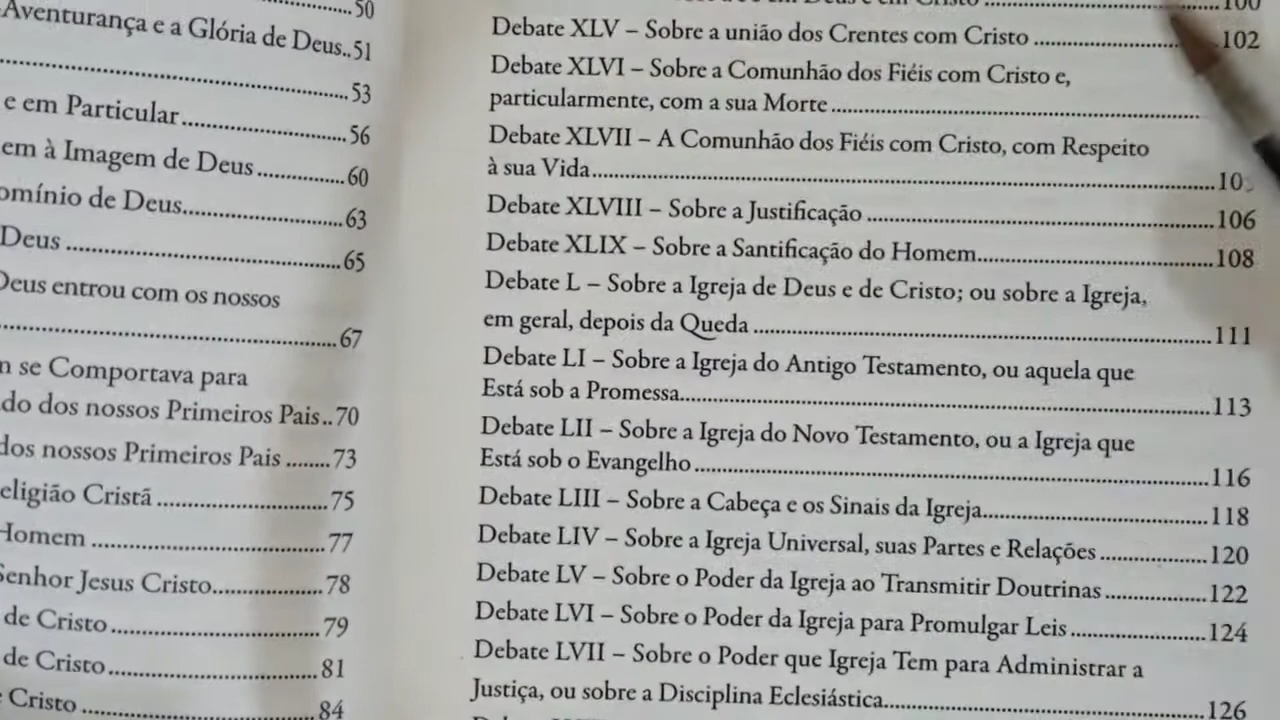 50
Aventurança e a Glória de Deus..51
53
e em Particular 56
em à Imagem de Deus 60
omínio de Deus 63
Deus 65
Deus entrou com os nossos
67
n se Comportava para
do dos nossos Primeiros Pais..70
dos nossos Primeiros Pais 73
eligião Cristã 75
Homem 77
Senhor Jesus Cristo 78
de Cristo 79
de Cristo 81
Cristo 84
100
Debate XLV – Sobre a união dos Crentes com Cristo 102
Debate XLVI – Sobre a Comunhão dos Fiéis com Cristo e,
particularmente, com a sua Morte
Debate XLVII – A Comunhão dos Fiéis com Cristo, com Respeito
à sua Vida
Debate XLVIII – Sobre a Justificação 106
Debate XLIX – Sobre a Santificação do Homem 108
Debate L – Sobre a Igreja de Deus e de Cristo; ou sobre a Igreja,
em geral, depois da Queda 111
Debate LI – Sobre a Igreja do Antigo Testamento, ou aquela que
Está sob a Promessa 113
Debate LII – Sobre a Igreja do Novo Testamento, ou a Igreja que
Está sob o Evangelho 116
Debate LIII – Sobre a Cabeça e os Sinais da Igreja 118
Debate LIV – Sobre a Igreja Universal, suas Partes e Relações 120
Debate LV – Sobre o Poder da Igreja ao Transmitir Doutrinas 122
Debate LVI – Sobre o Poder da Igreja para Promulgar Leis 124
Debate LVII – Sobre o Poder que Igreja Tem para Administrar a
Justiça, ou sobre a Disciplina Eclesiástica 126